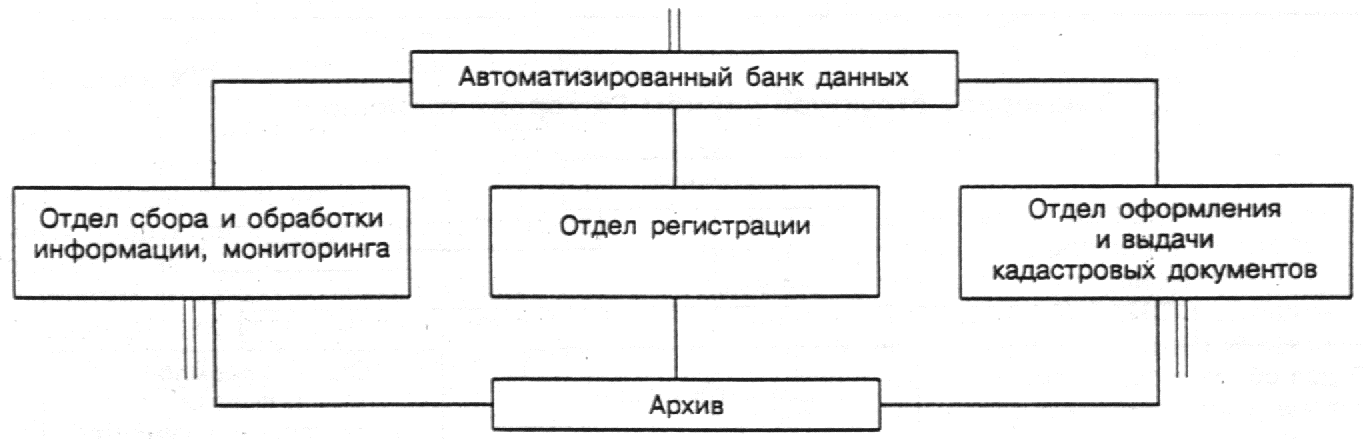 Автоматизированный банк данных
Отдел сбора и обработки
информации, мониторинга
Отдел регистрации
Отдел оформления
и выдачи
кадастровых документов
Архив